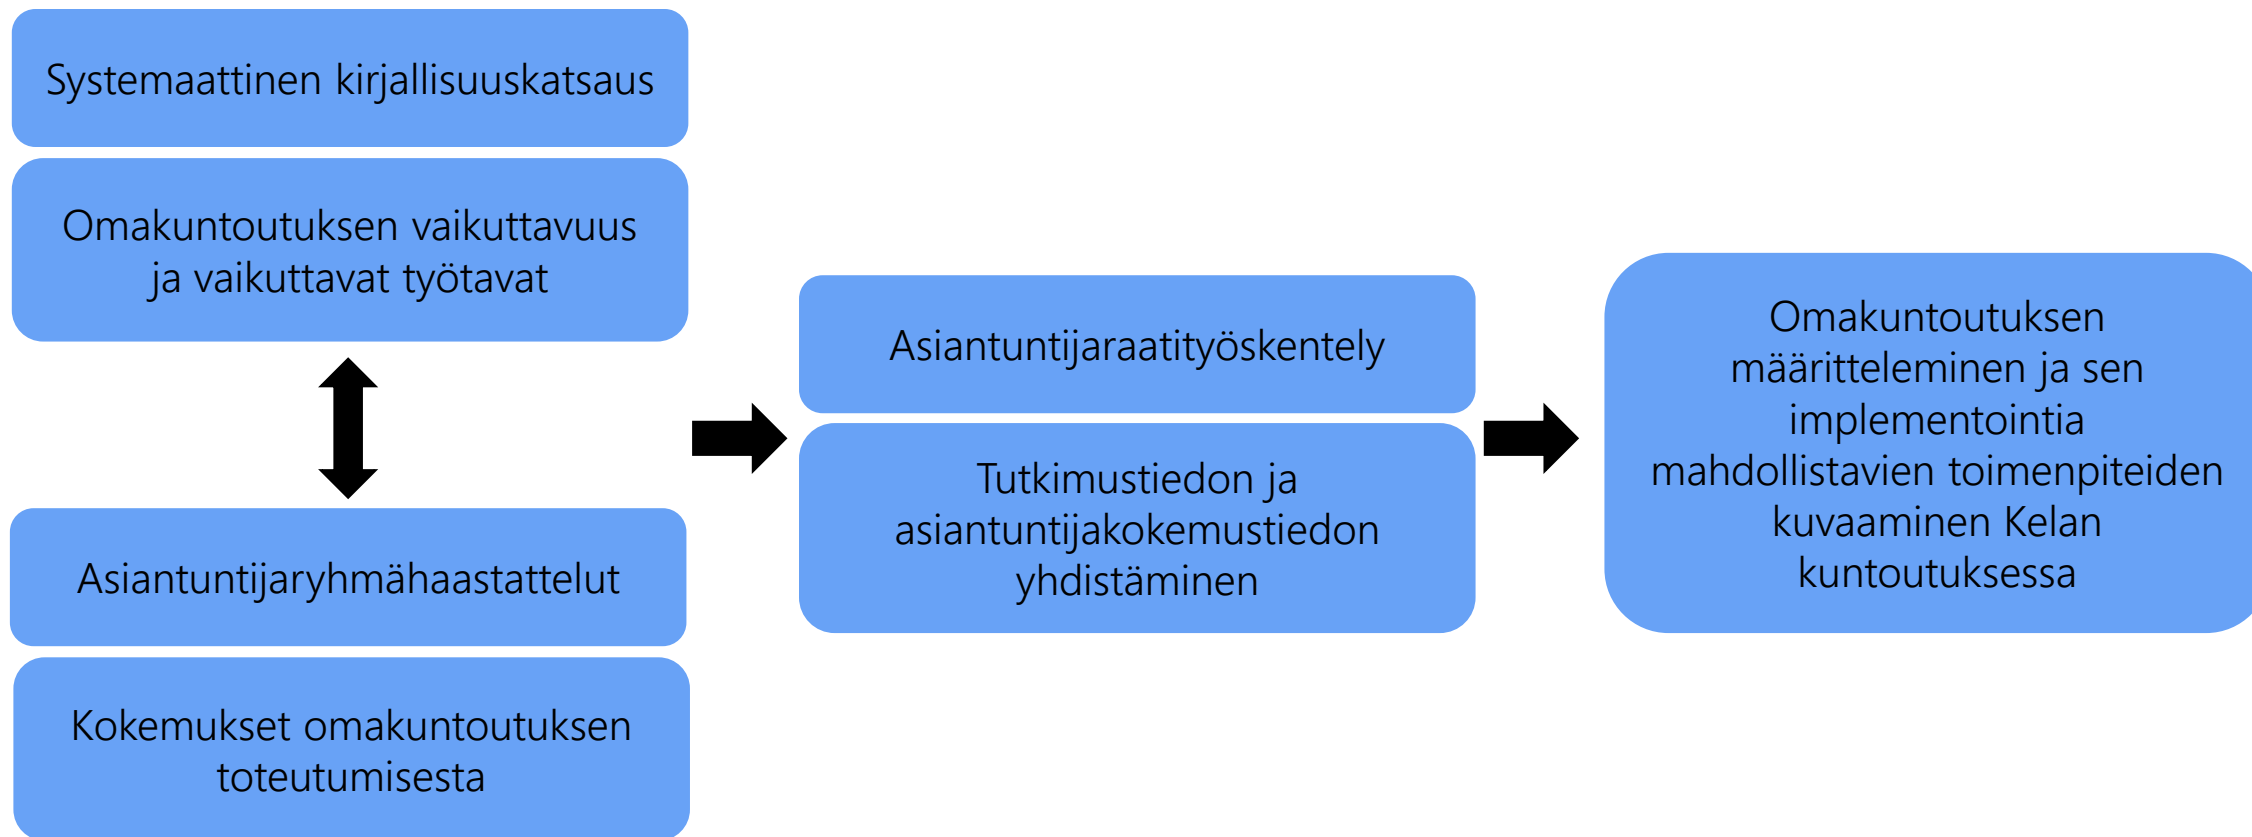 Systemaattinen kirjallisuuskatsaus
Omakuntoutuksen vaikuttavuus
ja vaikuttavat työtavat
Asiantuntijaryhmähaastattelut
Kokemukset omakuntoutuksen
toteutumisesta
Asiantuntijaraatityöskentely
Tutkimustiedon ja
asiantuntijakokemustiedon
yhdistäminen
Omakuntoutuksen
määritteleminen ja sen
implementointia
mahdollistavien toimenpiteiden
kuvaaminen Kelan
kuntoutuksessa